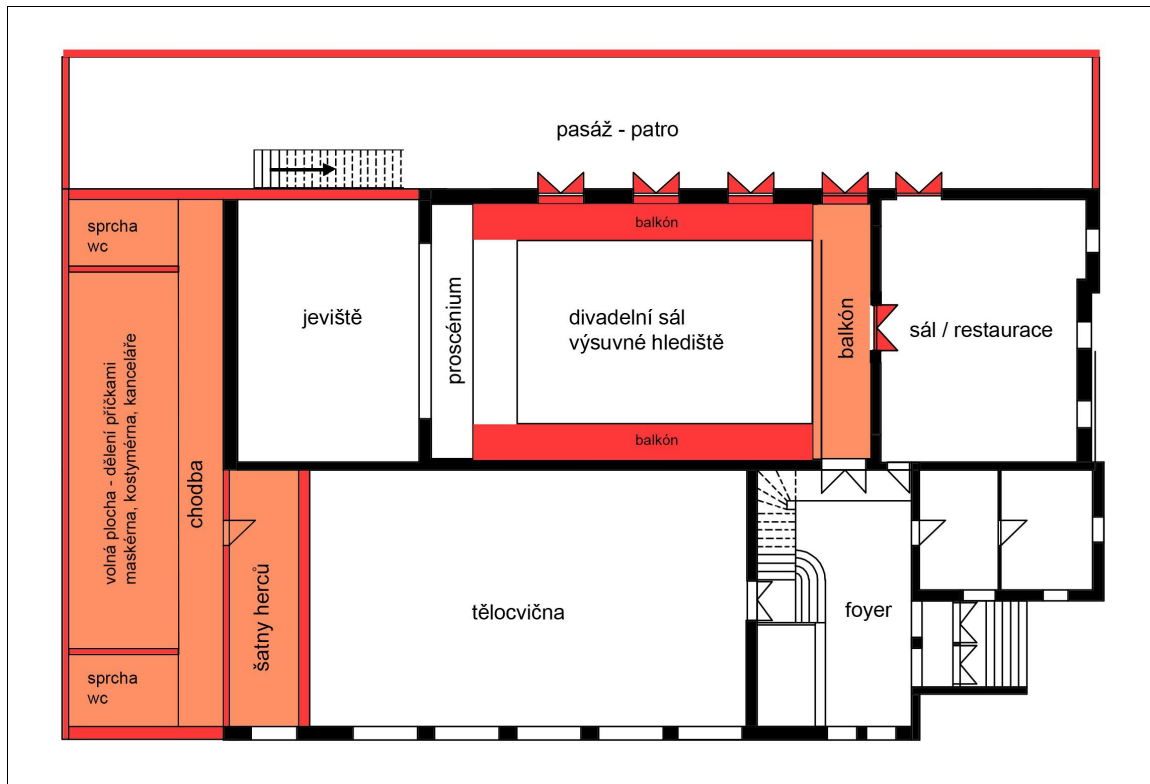 pasáž - patro
sprcha
wc
balkón
jeviště
proscénium
divadelní sál
výsuvné hlediště
balkón
sál / restaurace
volná plocha - dělení příčkami
maskérna, kostymérna, kanceláře
chodba
balkón
šatny herců
tělocvična
foyer
sprcha
wc